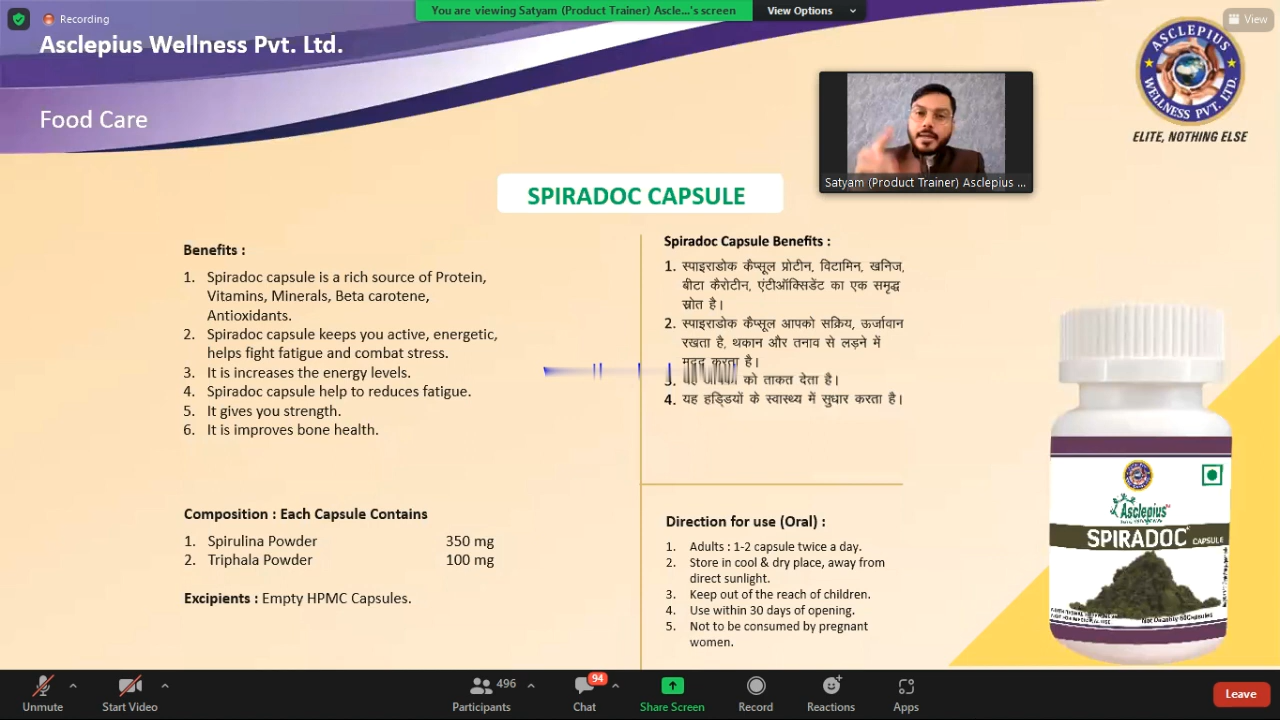 Recording
You are viewing Satyam (Product Trainer) Ascle...'s screen
View Options
View
Asclepius Wellness Pvt. Ltd.
Food Care
ASCLEPIUS
WELLNESS PVT. LTD.
ELITE, NOTHING ELSE
Satyam (Product Trainer) Asclepius ...
SPIRADOC CAPSULE
Benefits :
1. Spiradoc capsule is a rich source of Protein,
Vitamins, Minerals, Beta carotene,
Antioxidants.
2. Spiradoc capsule keeps you active, energetic,
helps fight fatigue and combat stress.
3. It is increases the energy levels.
4. Spiradoc capsule help to reduces fatigue.
5. It gives you strength.
6. It is improves bone health.
Spiradoc Capsule Benefits :
1. स्पाइराडोक कैप्सूल प्रोटीन, विटामिन, खनिज,
बीटा कैरोटीन, एंटीऑक्सिडेंट का एक समृद्ध
स्रोत है।
2. स्पाइराडोक कैप्सूल आपको सक्रिय, ऊर्जावान
रखता है, थकान और तनाव से लड़ने में
मदद करता है।
3. यह को ताकत देता है।
4. यह हड्डियों के स्वास्थ्य में सुधार करता है।
Composition : Each Capsule Contains
1. Spirulina Powder 350 mg
2. Triphala Powder 100 mg
Excipients : Empty HPMC Capsules.
Direction for use (Oral) :
1. Adults : 1-2 capsule twice a day.
2. Store in cool & dry place, away from
direct sunlight.
3. Keep out of the reach of children.
4. Use within 30 days of opening.
5. Not to be consumed by pregnant
women.
Asclepius
SPIRADOC CAPSULE
Net Quantity 60Capsules
Unmute
Start Video
496
Participants
94
Chat
Share Screen
Record
Reactions
Apps
Leave